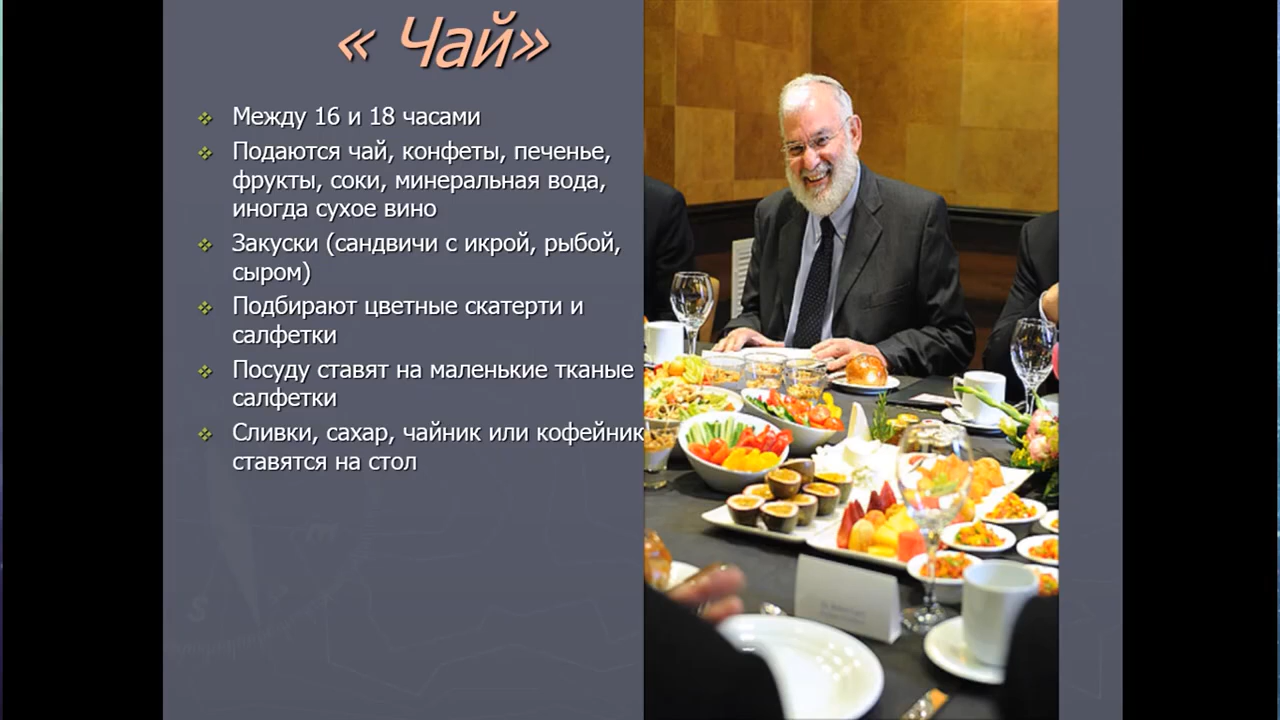 « Чай»
Между 16 и 18 часами
Подаются чай, конфеты, печенье,
фрукты, соки, минеральная вода,
иногда сухое вино
Закуски (сандвичи с икрой, рыбой,
сыром)
Подбирают цветные скатерти и
салфетки
Посуду ставят на маленькие тканые
салфетки
Сливки, сахар, чайник или кофейник
ставятся на стол